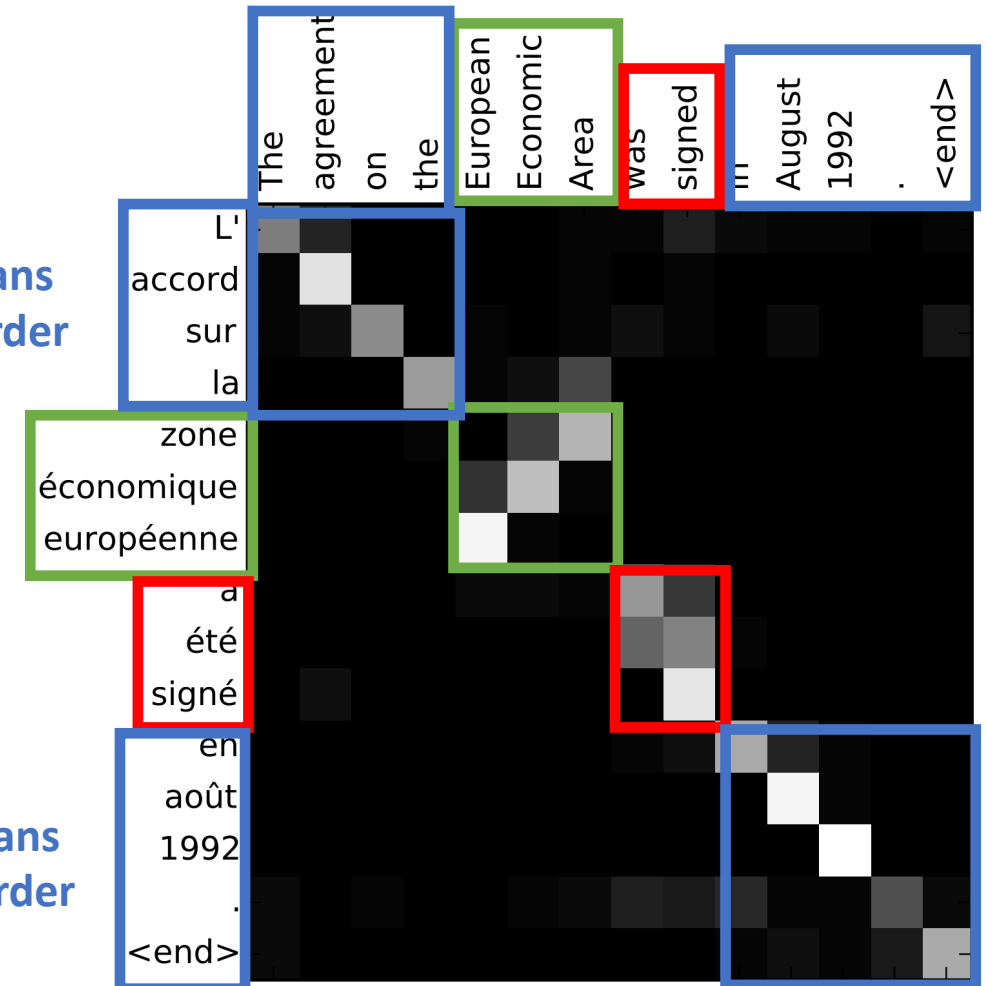 The agreement on the European Economic Area was signed in August 1992 . <end>
L'
accord
ans
sur
rder
la
zone
économique
européenne
a
été
signé
en
août
1992
ans
.
rder
<end>